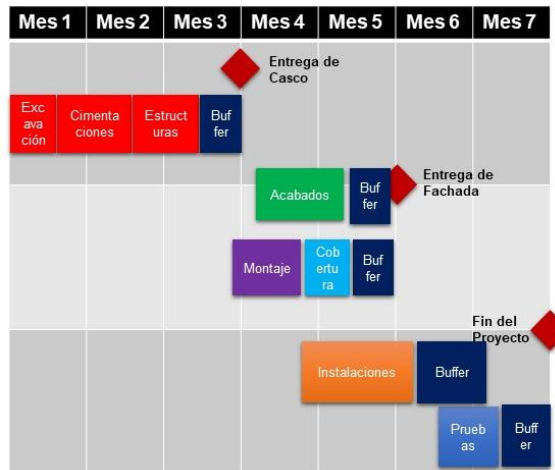 Mes 1 Mes 2 Mes 3 Mes 4 Mes 5 Mes 6 Mes 7
Entrega de
Casco
Exc
ava
ción
Cimenta
ciones
Estruct
uras
Buf
fer
Acabados
Buf
fer
Entrega de
Fachada
Montaje
Cob
ertu
ra
Buf
fer
Fin del
Proyecto
Instalaciones
Buffer
Prueb
as
Buff
er